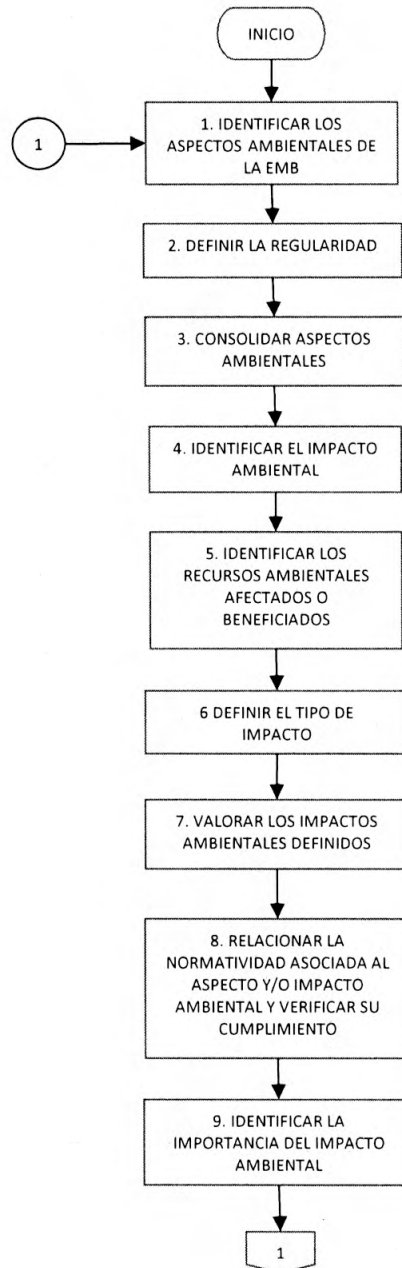 INICIO
1
1. IDENTIFICAR LOS
ASPECTOS AMBIENTALES DE
LA EMB
2. DEFINIR LA REGULARIDAD
3. CONSOLIDAR ASPECTOS
AMBIENTALES
4. IDENTIFICAR EL IMPACTO
AMBIENTAL
5. IDENTIFICAR LOS
RECURSOS AMBIENTALES
AFECTADOS O
BENEFICIADOS
6 DEFINIR EL TIPO DE
IMPACTO
7. VALORAR LOS IMPACTOS
AMBIENTALES DEFINIDOS
8. RELACIONAR LA
NORMATIVIDAD ASOCIADA AL
ASPECTO Y/O IMPACTO
AMBIENTAL Y VERIFICAR SU
CUMPLIMIENTO
9. IDENTIFICAR LA
IMPORTANCIA DEL IMPACTO
AMBIENTAL
1